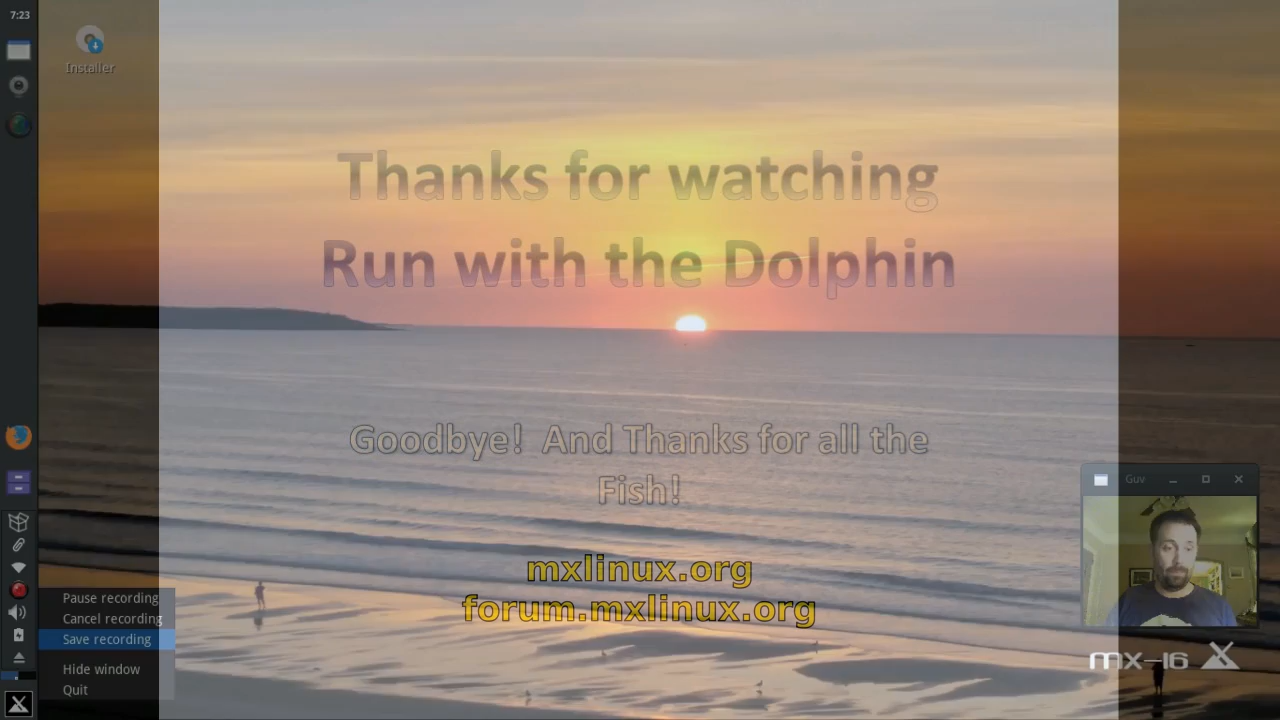 7:23
Installer
Thanks for watching
Run with the Dolphin
Goodbye! And Thanks for all the
Fish!
mxlinux.org
forum.mxlinux.org
Guv
Pause recording
Cancel recording
Save recording
Hide window
Quit
mx-16